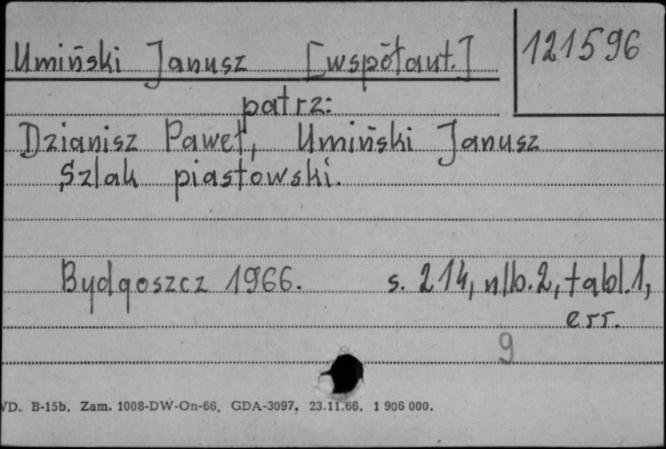 Umiński Janusz [współaut.]
121596
patrz:
Dzianisz Paweł, Umiński Janusz
Szlak piastowski.
Bydgoszcz 1966. s. 214, nlb. 2, tabl. 1,
err.
9
VD. B-15b. Zam. 1008-DW-On-66. GDA-3097. 23.11.66. 1 906 000.